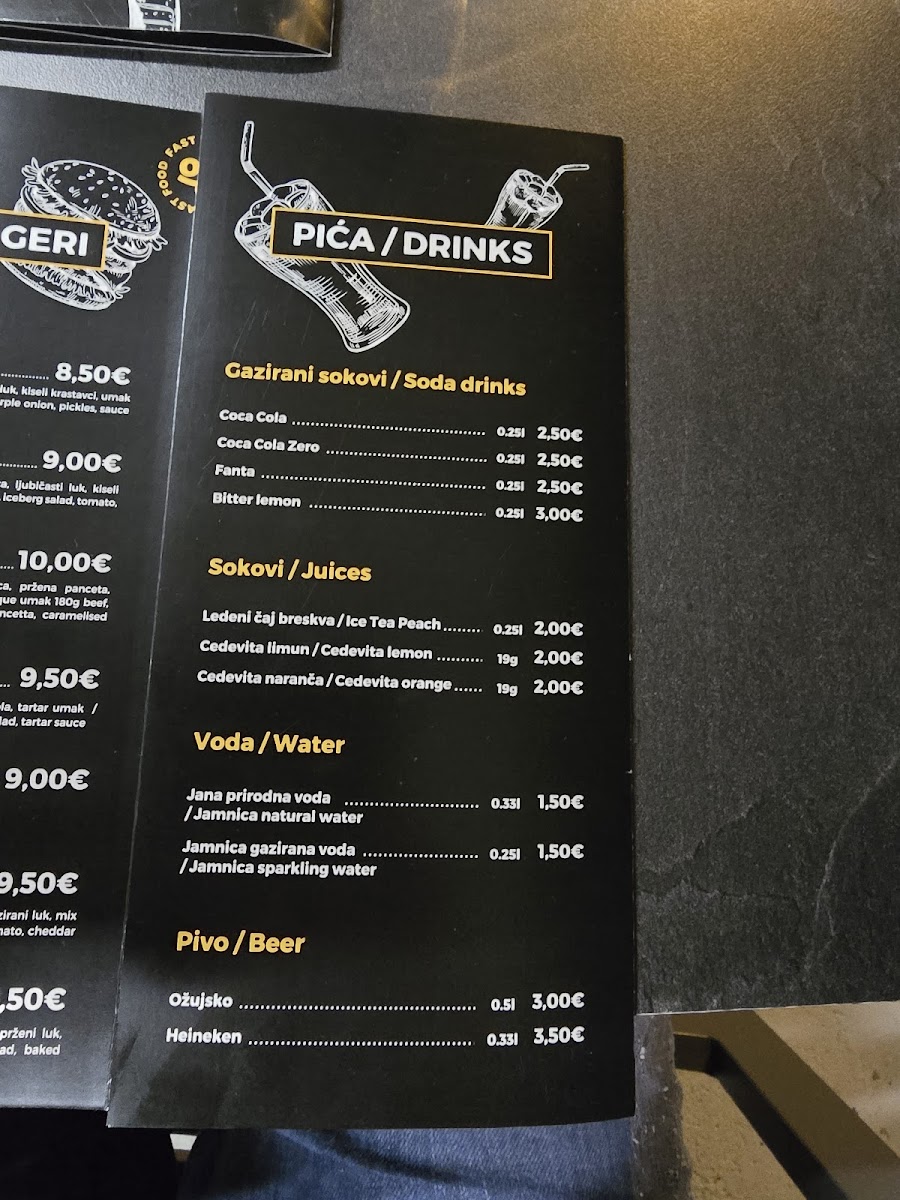 GERI
FAST FOOD FAST
8,50€
luk, kiseli krastavci, umak
rple onion, pickles, sauce
9,00€
a, ljubičasti luk, kiseli
iceberg salad, tomato,
10,00€
ca, pržena panceta,
que umak 180g beef,
ncetta, caramelised
9,50€
la, tartar umak /
lad, tartar sauce
9,00€
9,50€
zirani luk, mix
mato, cheddar
,50€
prženi luk,
ad, baked
PIĆA / DRINKS
Gazirani sokovi / Soda drinks
Coca Cola 0.25l 2,50€
Coca Cola Zero 0.25l 2,50€
Fanta 0.25l 2,50€
Bitter lemon 0.25l 3,00€
Sokovi / Juices
Ledeni čaj breskva / Ice Tea Peach 0.25l 2,00€
Cedevita limun / Cedevita lemon 19g 2,00€
Cedevita naranča / Cedevita orange 19g 2,00€
Voda / Water
Jana prirodna voda 0.33l 1,50€
/ Jamnica natural water
Jamnica gazirana voda 0.25l 1,50€
/ Jamnica sparkling water
Pivo / Beer
Ožujsko 0.5l 3,00€
Heineken 0.33l 3,50€